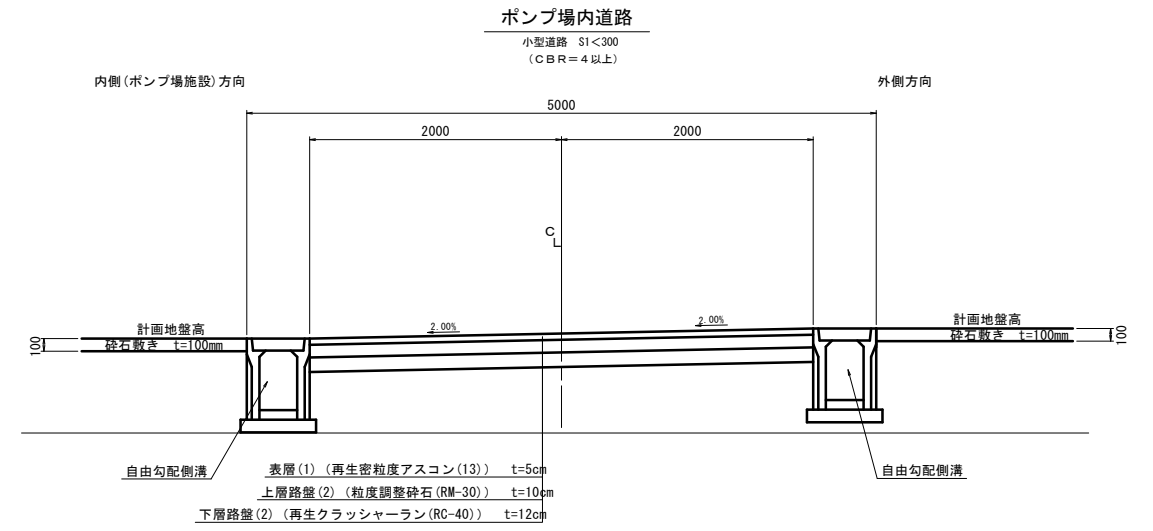 ポンプ場内道路
小型道路 S1<300
(CBR=4以上)
内側(ポンプ場施設)方向
外側方向
5000
2000
2000
CL
2.00%
2.00%
計画地盤高
砕石敷き t=100mm
100
計画地盤高
砕石敷き t=100mm
100
自由勾配側溝
自由勾配側溝
表層(1) (再生密粒度アスコン(13)) t=5cm
上層路盤(2) (粒度調整砕石(RM-30)) t=10cm
下層路盤(2) (再生クラッシャーラン(RC-40)) t=12cm